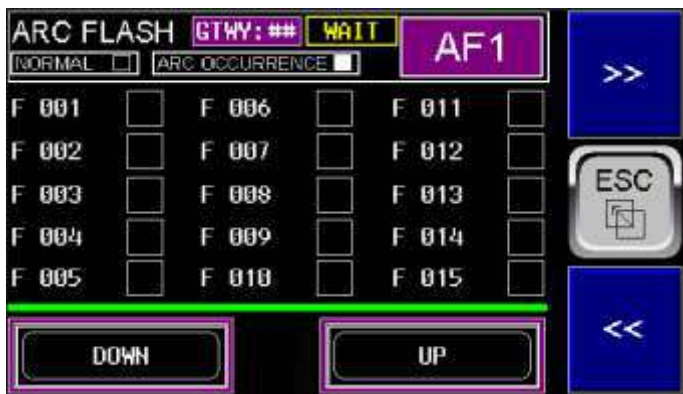 ARC FLASH GTWY:## WAIT AF1 >>
NORMAL ARC OCCURRENCE
F 001 F 006 F 011
F 002 F 007 F 012
F 003 F 008 F 013
F 004 F 009 F 014
F 005 F 010 F 015
ESC
DOWN UP <<